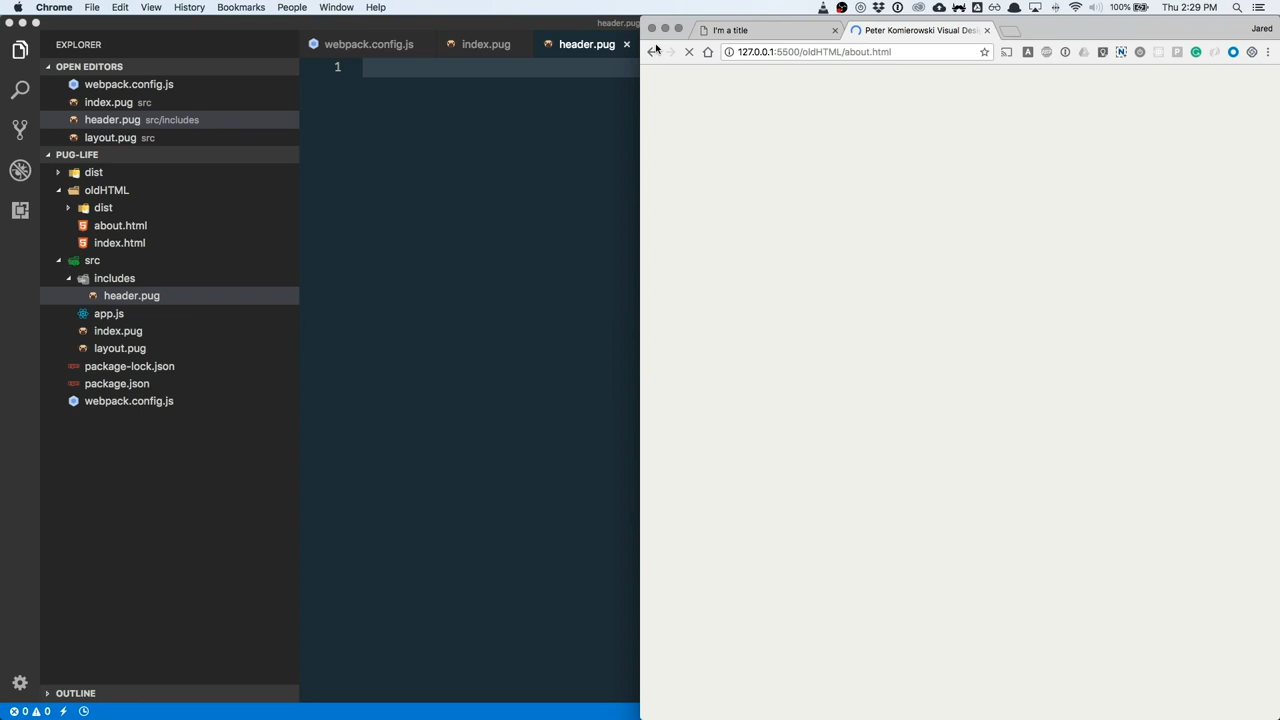 Chrome File Edit View History Bookmarks People Window Help 100% Thu 2:29 PM
header.pug
EXPLORER
OPEN EDITORS
webpack.config.js
index.pug src
header.pug src/includes
layout.pug src
PUG-LIFE
dist
oldHTML
dist
about.html
index.html
src
includes
header.pug
app.js
index.pug
layout.pug
package-lock.json
package.json
webpack.config.js
OUTLINE
0 0
webpack.config.js index.pug header.pug
1
I'm a title Peter Komierowski Visual Desi Jared
127.0.0.1:5500/oldHTML/about.html